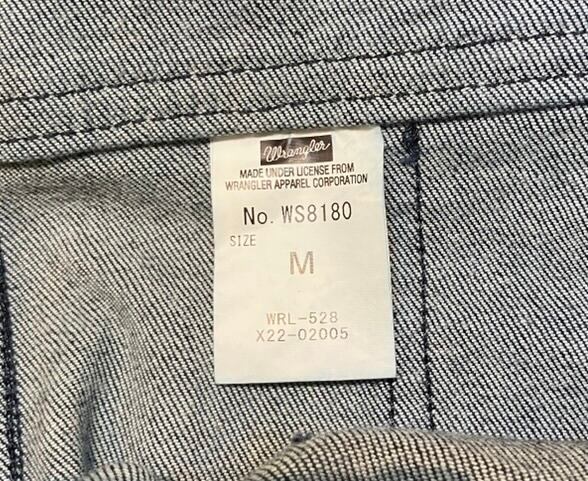 Wrangler
MADE UNDER LICENSE FROM
WRANGLER APPAREL CORPORATION
No. WS8180
SIZE
M
WRL-528
X22-02005